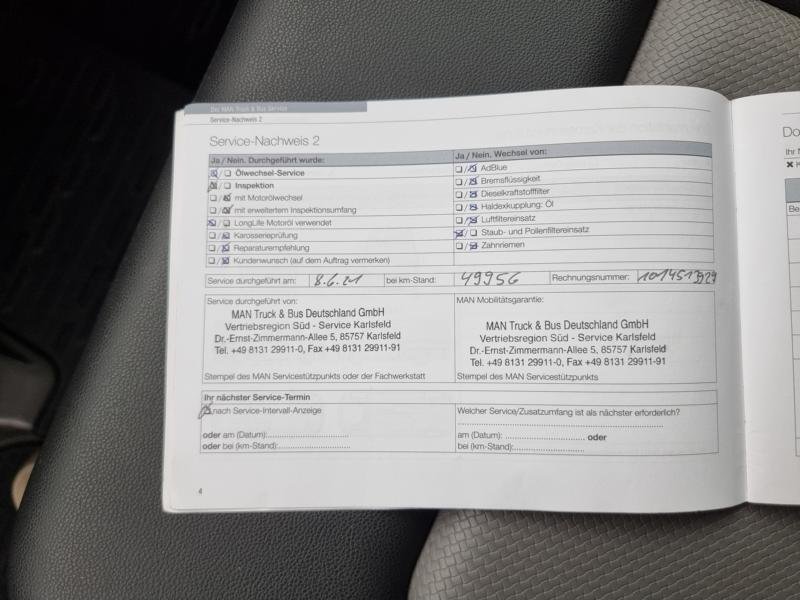 Der MAN Truck & Bus Service
Service-Nachweis 2
Service-Nachweis 2
Ja / Nein. Durchgeführt wurde:
Ölwechsel-Service
Inspektion
mit Motorölwechsel
mit erweitertem Inspektionsumfang
LongLife Motoröl verwendet
Karosserieprüfung
Reparaturempfehlung
Kundenwunsch (auf dem Auftrag vermerken)
Ja / Nein. Wechsel von:
AdBlue
Bremsflüssigkeit
Dieselkraftstofffilter
Haldexkupplung: Öl
Luftfiltereinsatz
Staub- und Pollenfiltereinsatz
Zahnriemen
Service durchgeführt am: 8.6.21 bei km-Stand: 49956 Rechnungsnummer:
Service durchgeführt von:
MAN Truck & Bus Deutschland GmbH
Vertriebsregion Süd - Service Karlsfeld
Dr.-Ernst-Zimmermann-Allee 5, 85757 Karlsfeld
Tel. +49 8131 29911-0, Fax +49 8131 29911-91
Stempel des MAN Servicestützpunkts oder der Fachwerkstatt
MAN Mobilitätsgarantie:
MAN Truck & Bus Deutschland GmbH
Vertriebsregion Süd - Service Karlsfeld
Dr.-Ernst-Zimmermann-Allee 5, 85757 Karlsfeld
Tel. +49 8131 29911-0, Fax +49 8131 29911-91
Stempel des MAN Servicestützpunkts
Ihr nächster Service-Termin
nach Service-Intervall-Anzeige
oder am (Datum):
oder bei (km-Stand):
Welcher Service/Zusatzumfang ist als nächster erforderlich?
am (Datum): oder
bei (km-Stand):
4
Do
Ihr
Be